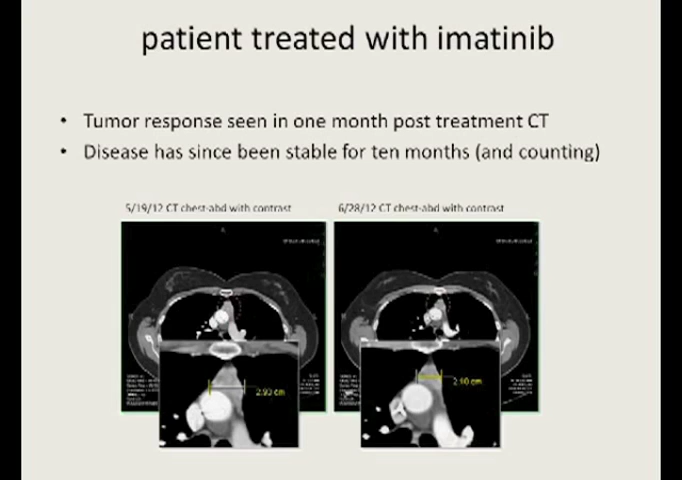 patient treated with imatinib
• Tumor response seen in one month post treatment CT
• Disease has since been stable for ten months (and counting)
5/19/12 CT chest-abd with contrast
6/28/12 CT chest-abd with contrast
2.93 cm
2.10 cm